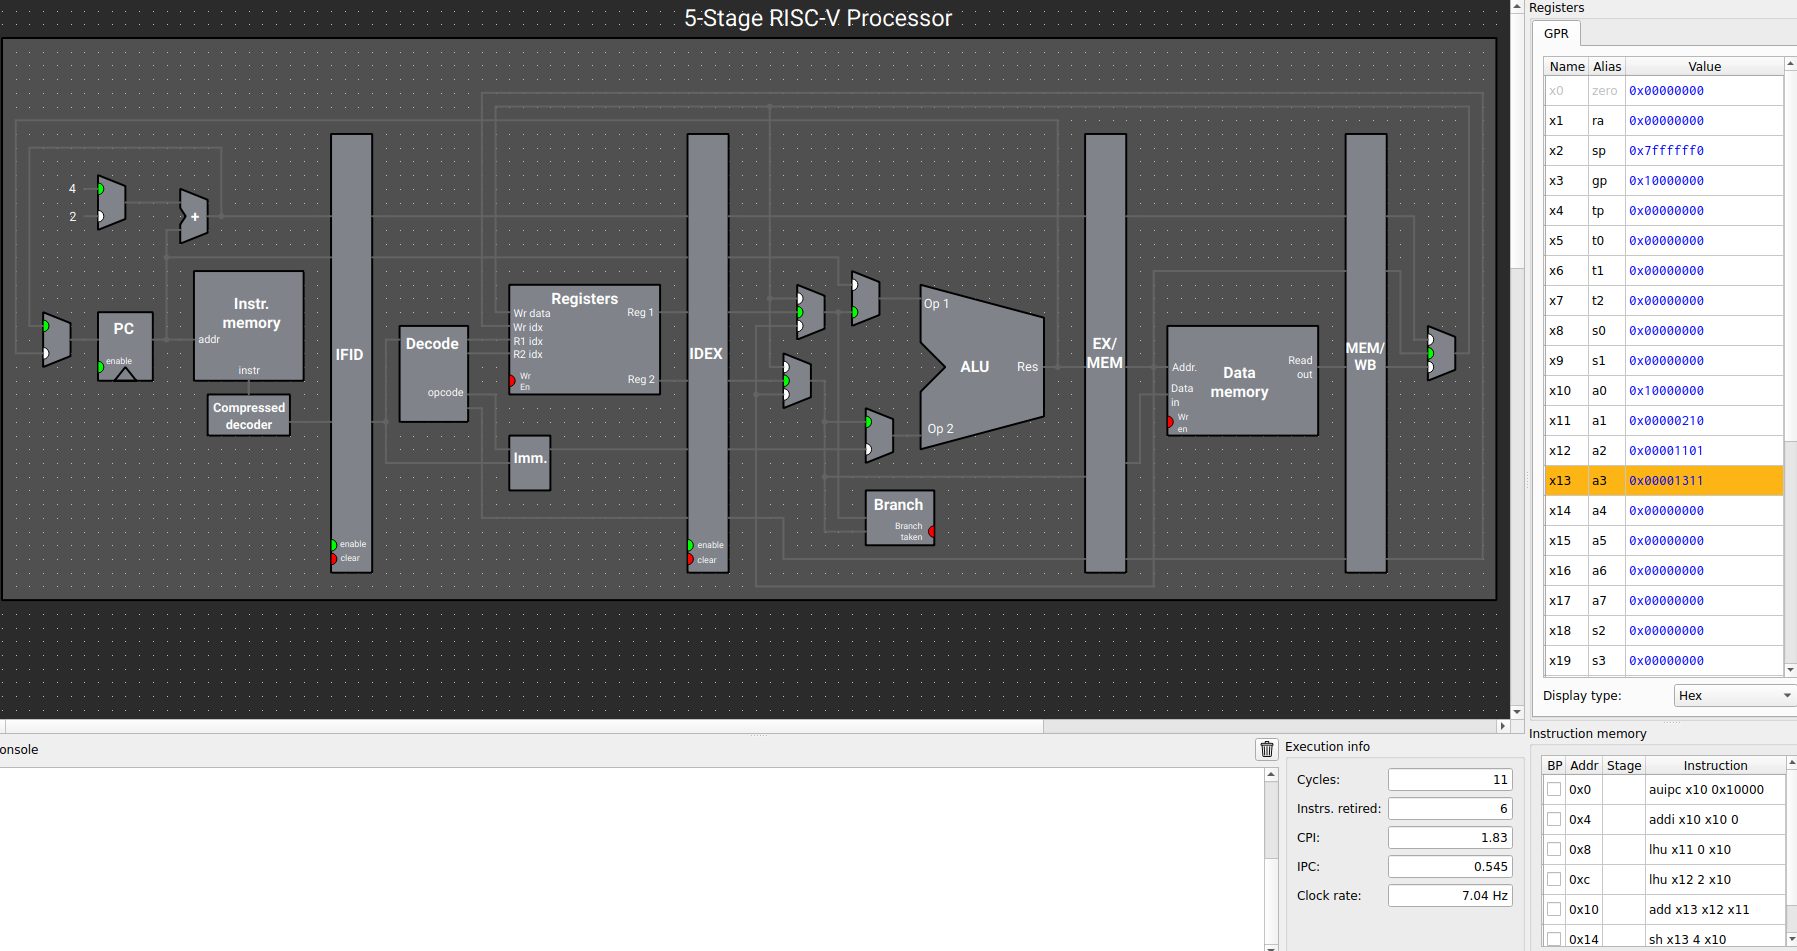 5-Stage RISC-V Processor
4
2
+
PC
enable
Instr.
memory
addr
instr
Compressed
decoder
IFID
enable
clear
Decode
opcode
Registers
Wr data
Wr idx
R1 idx
R2 idx
Wr
En
Reg 1
Reg 2
Imm.
IDEX
enable
clear
Op 1
ALU
Res
Op 2
Branch
Branch
taken
EX/
MEM
Addr.
Data
in
Wr
en
Data
memory
Read
out
MEM/
WB
Registers
GPR
Name Alias Value
x0 zero 0x00000000
x1 ra 0x00000000
x2 sp 0x7ffffff0
x3 gp 0x10000000
x4 tp 0x00000000
x5 t0 0x00000000
x6 t1 0x00000000
x7 t2 0x00000000
x8 s0 0x00000000
x9 s1 0x00000000
x10 a0 0x10000000
x11 a1 0x00000210
x12 a2 0x00001101
x13 a3 0x00001311
x14 a4 0x00000000
x15 a5 0x00000000
x16 a6 0x00000000
x17 a7 0x00000000
x18 s2 0x00000000
x19 s3 0x00000000
Display type: Hex
onsole
Execution info
Cycles: 11
Instrs. retired: 6
CPI: 1.83
IPC: 0.545
Clock rate: 7.04 Hz
Instruction memory
BP Addr Stage Instruction
0x0 auipc x10 0x10000
0x4 addi x10 x10 0
0x8 lhu x11 0 x10
0xc lhu x12 2 x10
0x10 add x13 x12 x11
0x14 sh x13 4 x10